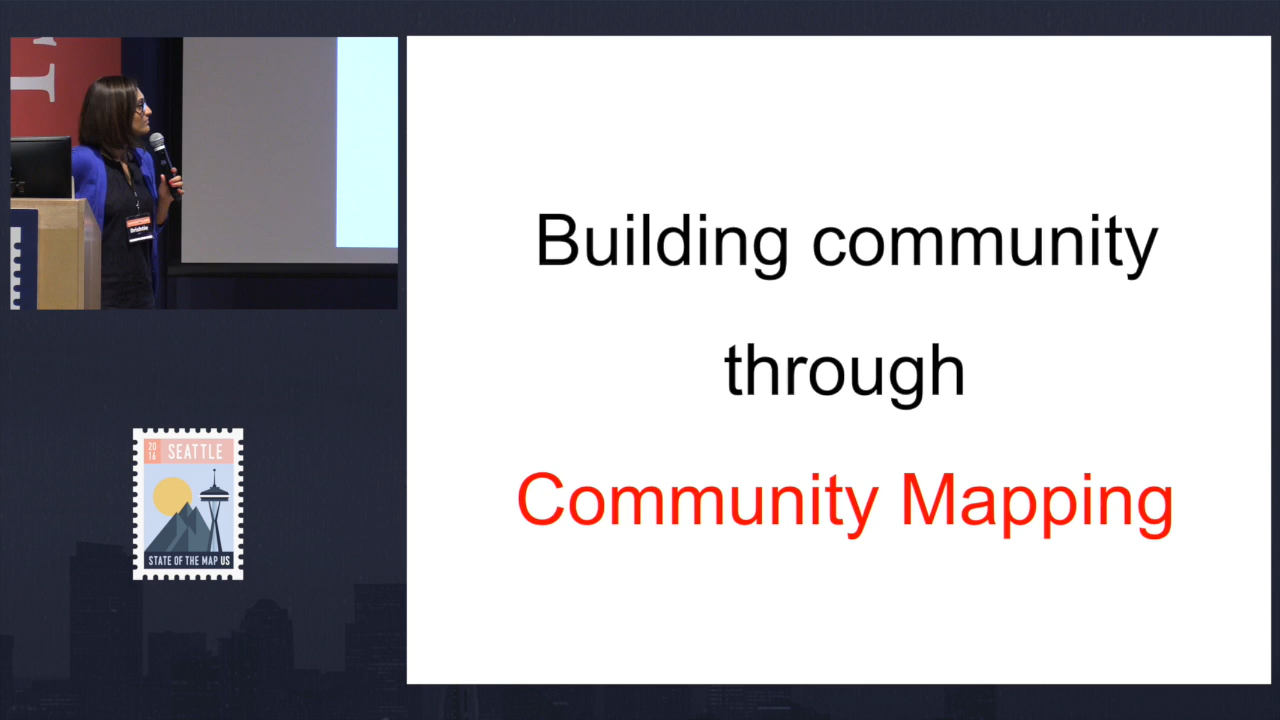 Building community
through
Community Mapping
20
16
SEATTLE
STATE OF THE MAP US